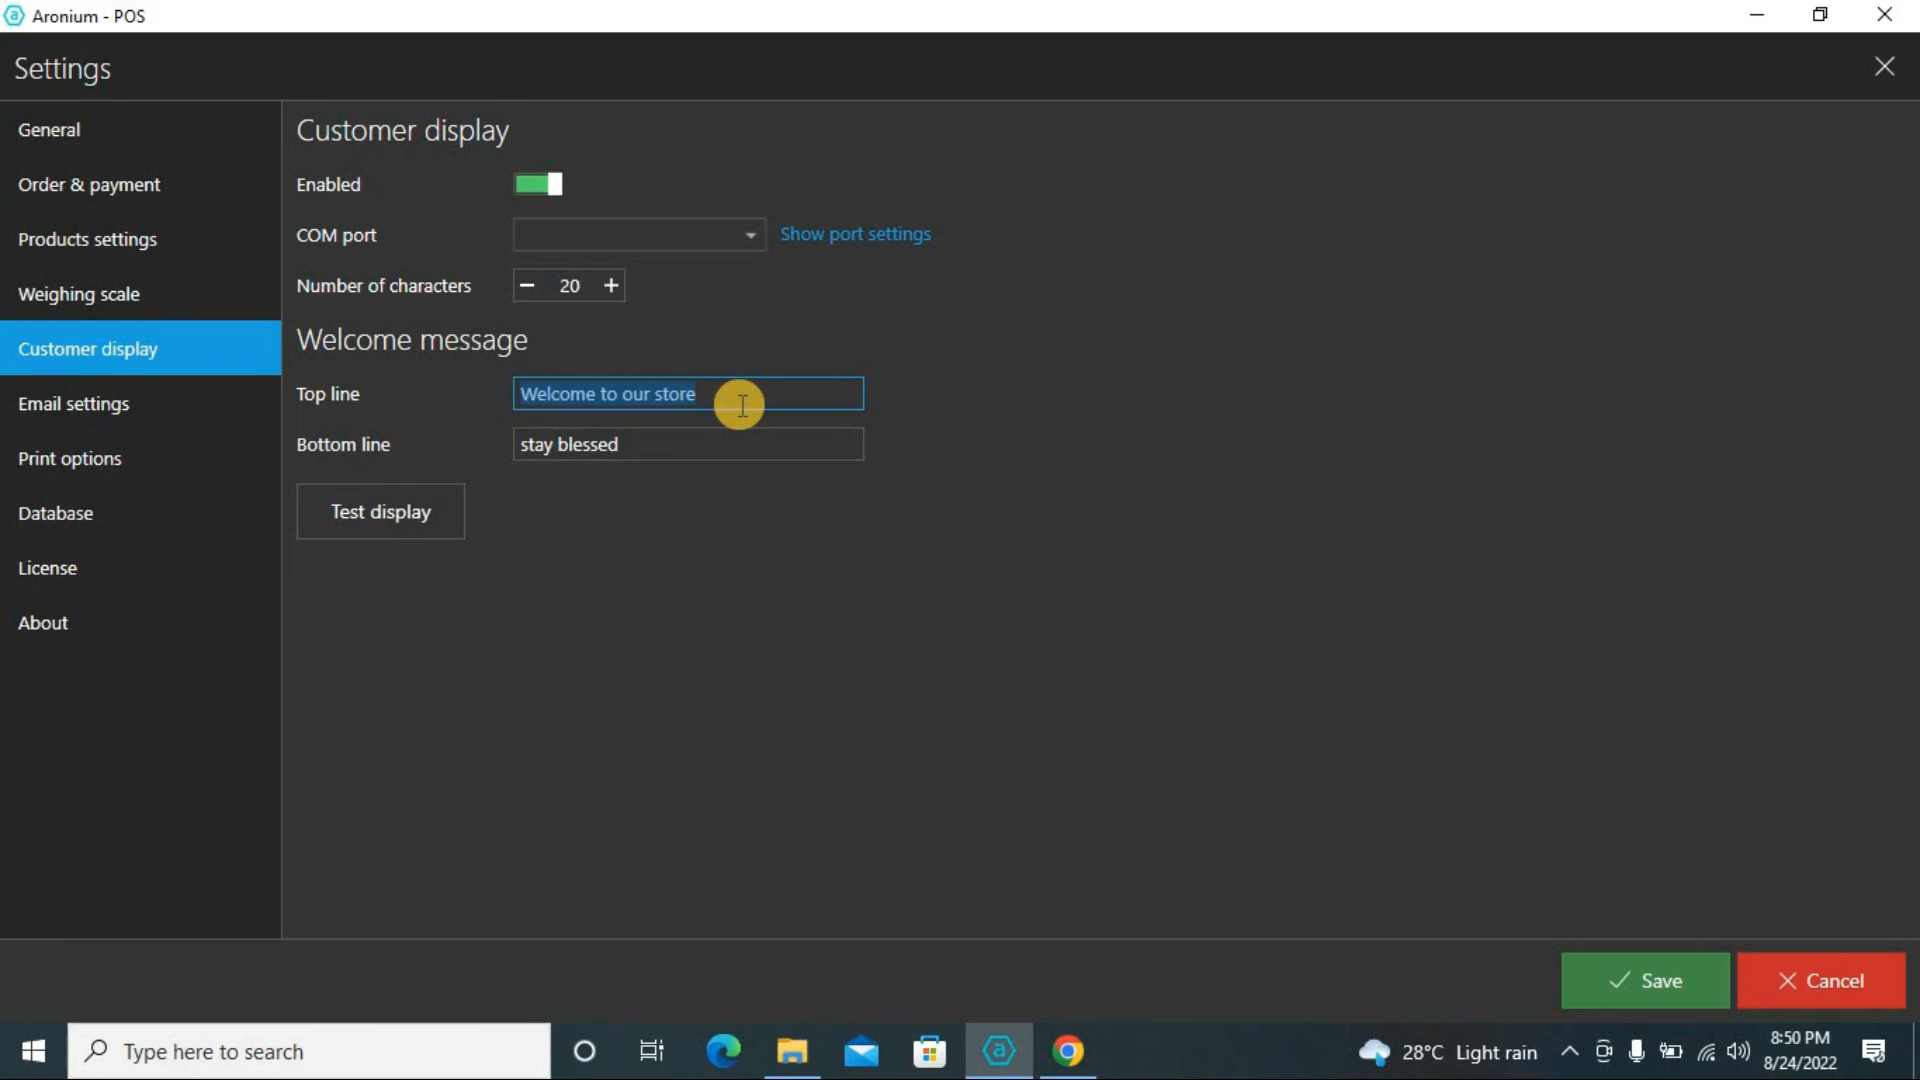 Aronium - POS
Settings
General
Order & payment
Products settings
Weighing scale
Customer display
Email settings
Print options
Database
License
About
Customer display
Enabled
COM port
Show port settings
Number of characters
20
Welcome message
Top line
Welcome to our store
Bottom line
stay blessed
Test display
Save
Cancel
Type here to search
28°C Light rain
8:50 PM
8/24/2022